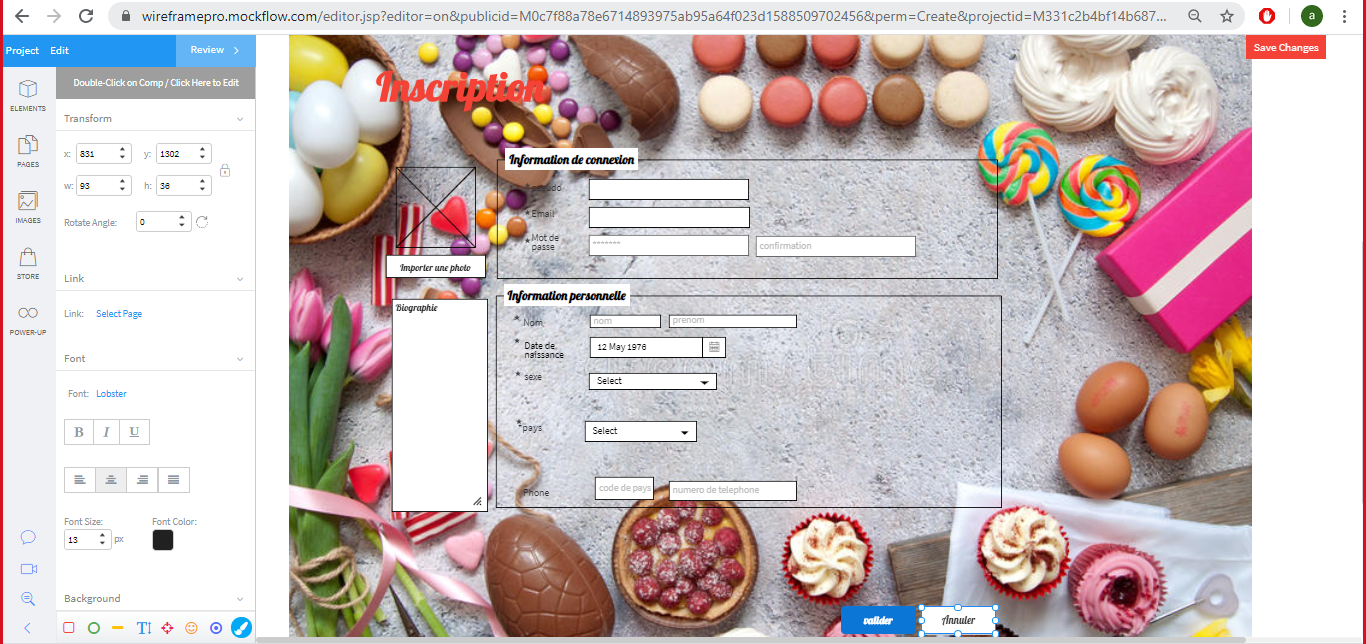 wireframepro.mockflow.com/editor.jsp?editor=on&publicid=M0c7f88a78e6714893975ab95a64f023d1588509702456&perm=Create&projectid=M331c2b4bf14b687...
a
Project Edit Review >
Save Changes
Double-Click on Comp / Click Here to Edit
ELEMENTS
PAGES
IMAGES
STORE
POWER-UP
Transform
x: 831 y: 1302
w: 93 h: 36
Rotate Angle: 0
Link
Link: Select Page
Font
Font: Lobster
B I U
Font Size: Font Color:
13 px
Background
Inscription
Information de connexion
* pseudo
* Email
* Mot de
passe
******* confirmation
Importer une photo
Biographie
Information personnelle
* Nom nom prenom
* Date de
naissance
12 May 1976
* sexe Select
* pays Select
Phone code de pays numero de telephone
valider Annuler